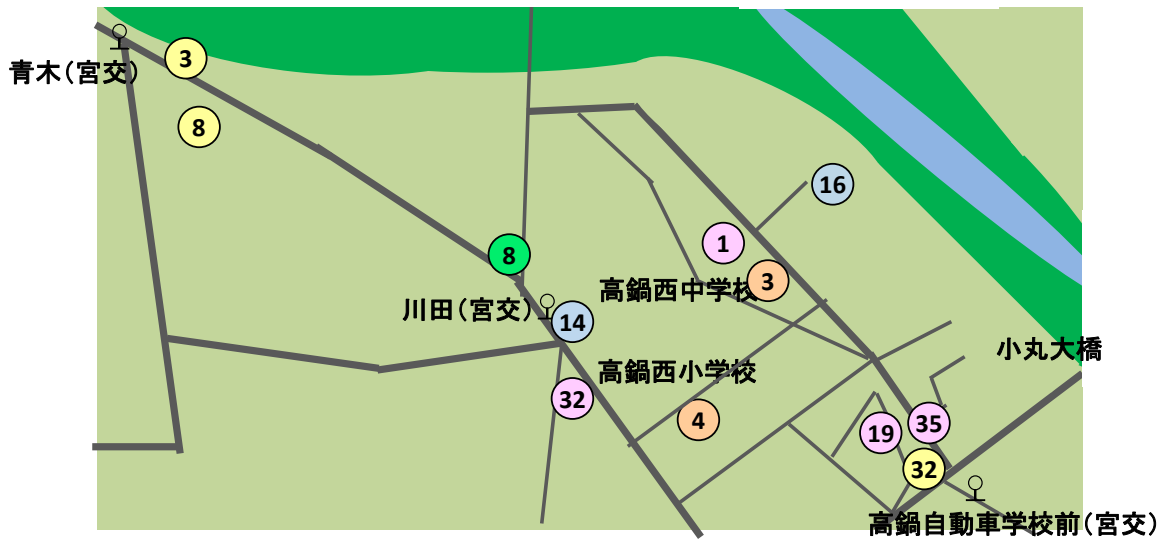 3
青木(宮交)
8
16
1
8
3
高鍋西中学校
川田(宮交)
14
小丸大橋
高鍋西小学校
32
4
35
19
32
高鍋自動車学校前(宮交)